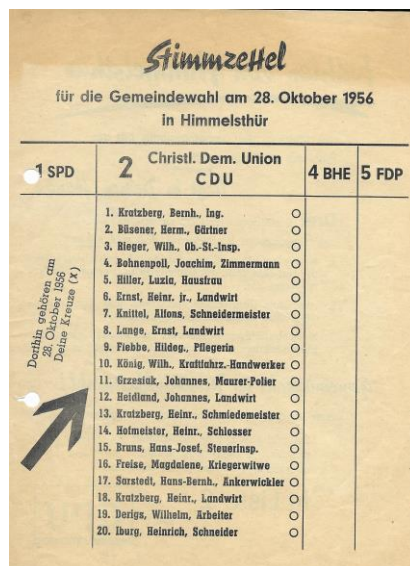 Stimmzettel
für die Gemeindewahl am 28. Oktober 1956
in Himmelsthür
1 SPD
2 Christl. Dem. Union
CDU
4 BHE
5 FDP
Dorthin gehören am
28. Oktober 1956
Deine Kreuze (X)
1. Kratzberg, Bernh., Ing.
2. Büsener, Herm., Gärtner
3. Rieger, Wilh., Ob.-St.-Insp.
4. Bohnenpoll, Joachim, Zimmermann
5. Hiller, Luzia, Hausfrau
6. Ernst, Heinr. jr., Landwirt
7. Knittel, Alfons, Schneidermeister
8. Lange, Ernst, Landwirt
9. Fiebbe, Hildeg., Pflegerin
10. König, Wilh., Kraftfahrz.-Handwerker
11. Grzesiak, Johannes, Maurer-Polier
12. Heidland, Johannes, Landwirt
13. Kratzberg, Heinr., Schmiedemeister
14. Hofmeister, Heinr., Schlosser
15. Bruns, Hans-Josef, Steuerinsp.
16. Freise, Magdalene, Kriegerwitwe
17. Sarstedt, Hans-Bernh., Ankerwickler
18. Kratzberg, Heinr., Landwirt
19. Derigs, Wilhelm, Arbeiter
20. Iburg, Heinrich, Schneider